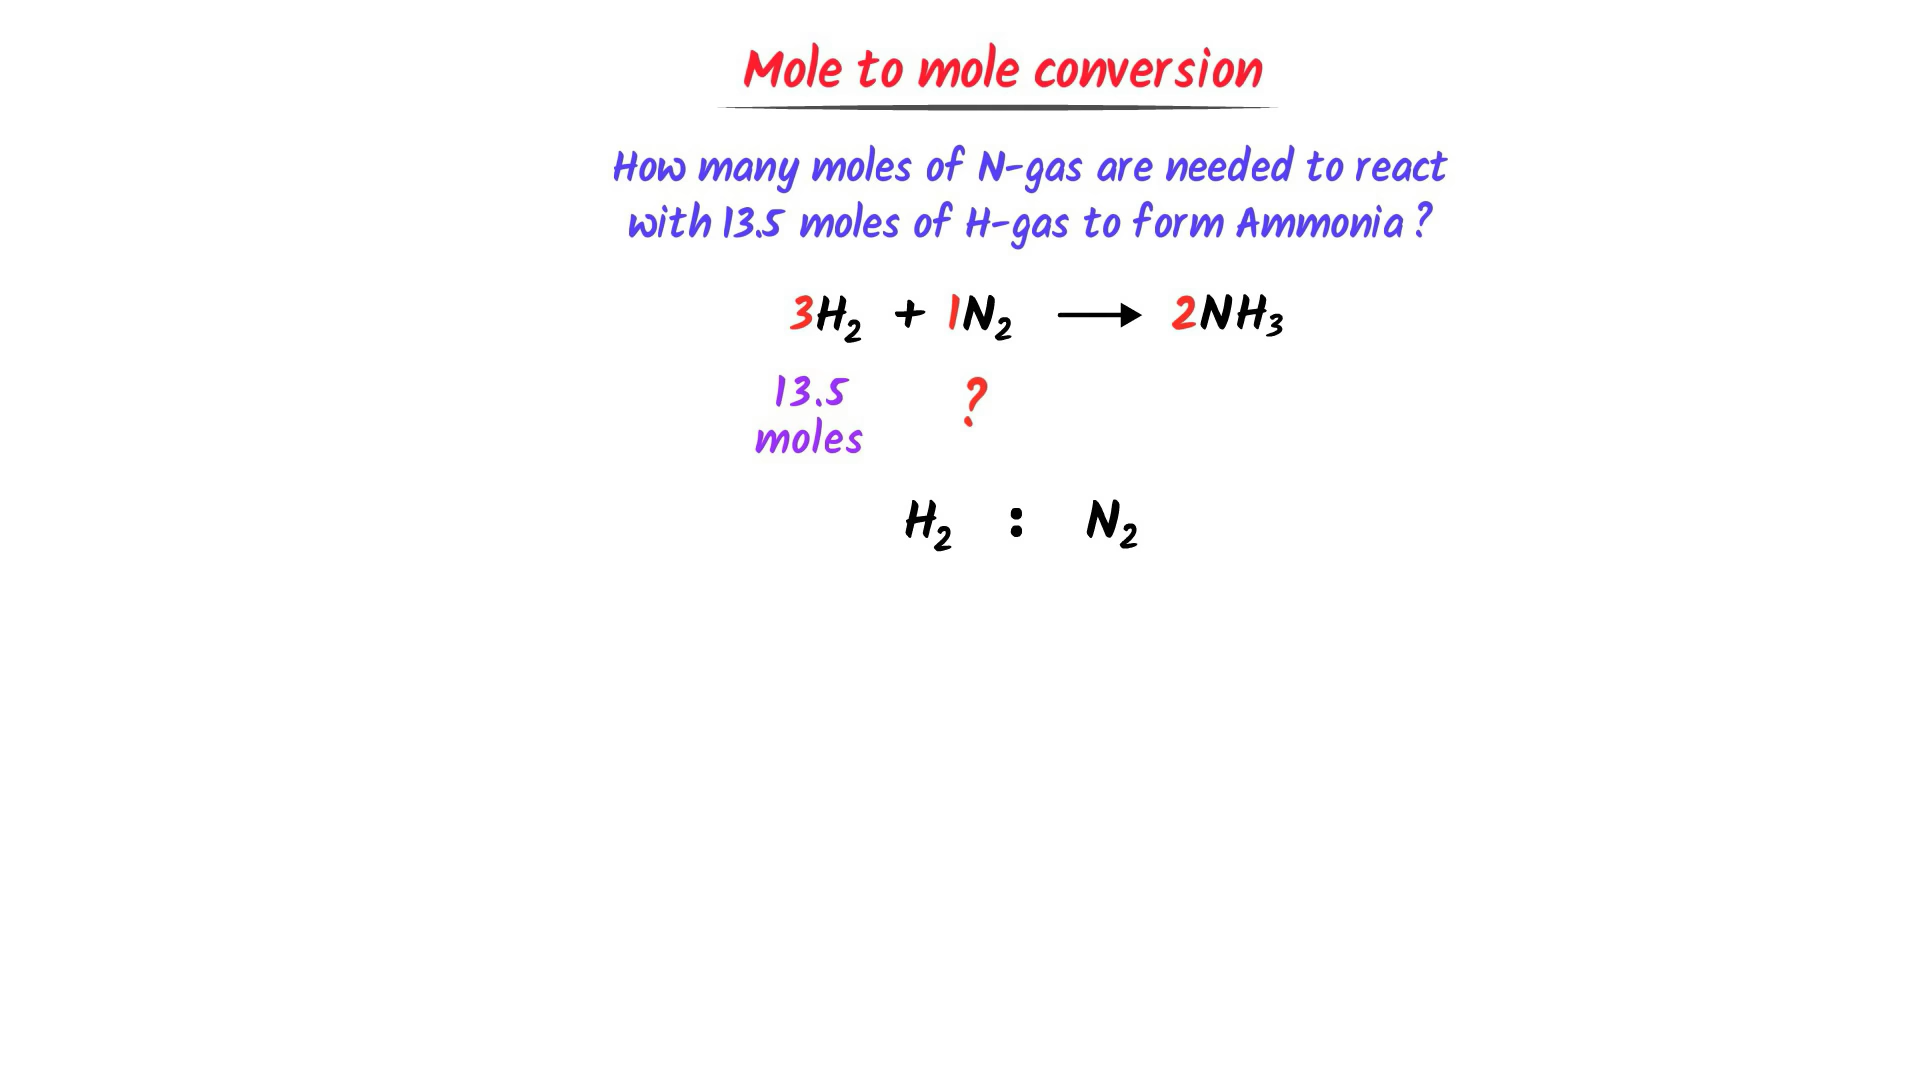 Mole to mole conversion
How many moles of N-gas are needed to react
with 13.5 moles of H-gas to form Ammonia ?
3H₂ + 1N₂ ⟶ 2NH₃
13.5 ?
moles
H₂ : N₂